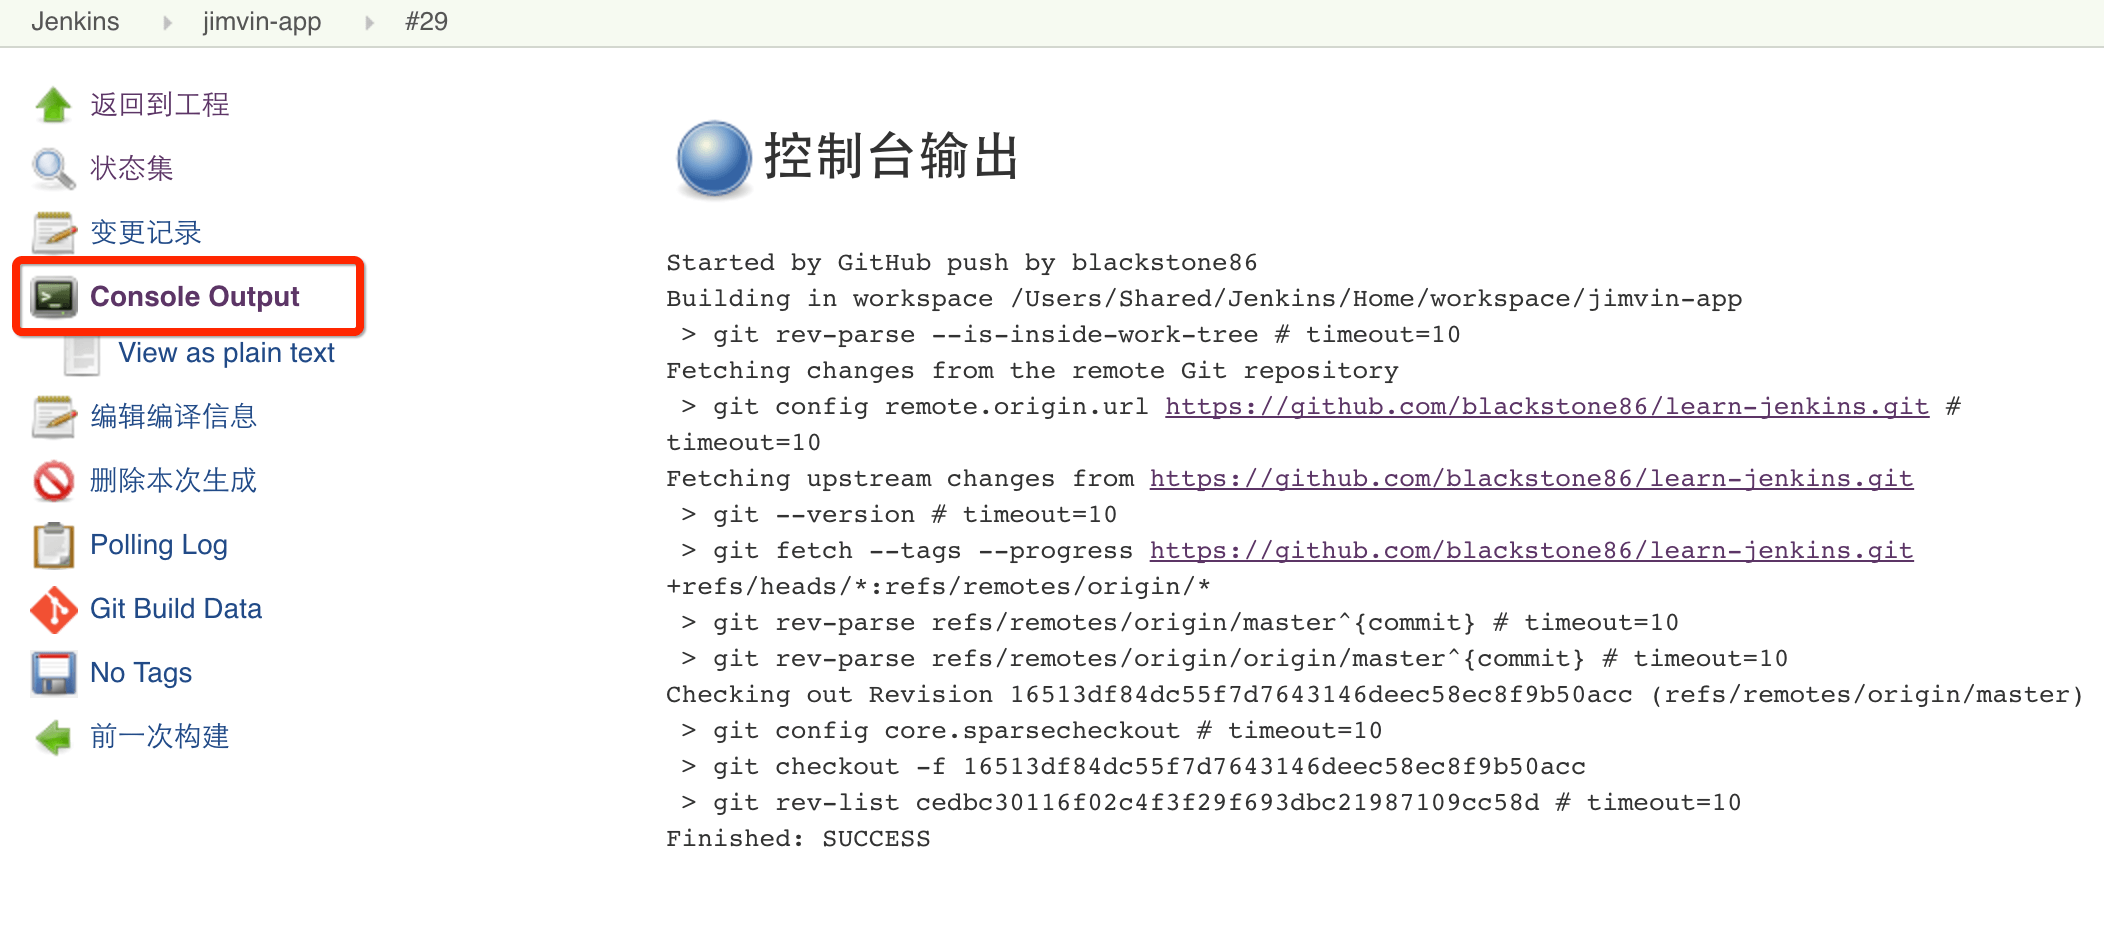 Jenkins jimvin-app #29
返回到工程
状态集
变更记录
Console Output
View as plain text
编辑编译信息
删除本次生成
Polling Log
Git Build Data
No Tags
前一次构建
控制台输出
Started by GitHub push by blackstone86
Building in workspace /Users/Shared/Jenkins/Home/workspace/jimvin-app
 > git rev-parse --is-inside-work-tree # timeout=10
Fetching changes from the remote Git repository
 > git config remote.origin.url https://github.com/blackstone86/learn-jenkins.git #
timeout=10
Fetching upstream changes from https://github.com/blackstone86/learn-jenkins.git
 > git --version # timeout=10
 > git fetch --tags --progress https://github.com/blackstone86/learn-jenkins.git
+refs/heads/*:refs/remotes/origin/*
 > git rev-parse refs/remotes/origin/master^{commit} # timeout=10
 > git rev-parse refs/remotes/origin/origin/master^{commit} # timeout=10
Checking out Revision 16513df84dc55f7d7643146deec58ec8f9b50acc (refs/remotes/origin/master)
 > git config core.sparsecheckout # timeout=10
 > git checkout -f 16513df84dc55f7d7643146deec58ec8f9b50acc
 > git rev-list cedbc30116f02c4f3f29f693dbc21987109cc58d # timeout=10
Finished: SUCCESS